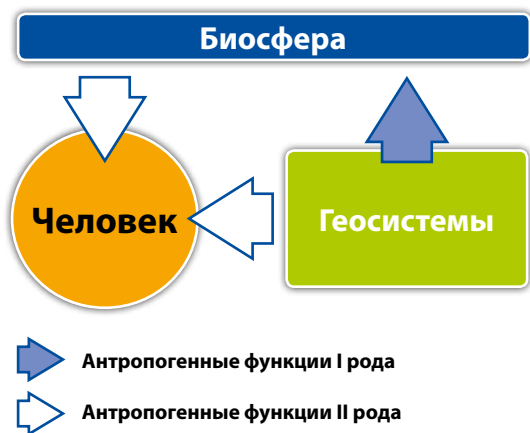 Биосфера
Человек
Геосистемы
Антропогенные функции I рода
Антропогенные функции II рода